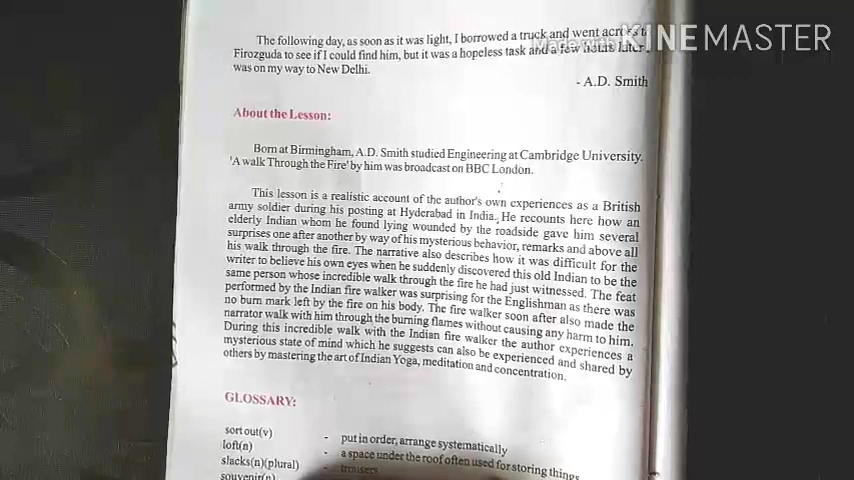 Made with KINEMASTER
The following day, as soon as it was light, I borrowed a truck and went
Firozguda to see if I could find him, but it was a hopeless task and a few hours later I
was on my way to New Delhi.
- A.D. Smith
About the Lesson:
Born at Birmingham, A.D. Smith studied Engineering at Cambridge University.
'A walk Through the Fire' by him was broadcast on BBC London.
This lesson is a realistic account of the author's own experiences as a British
army soldier during his posting at Hyderabad in India. He recounts here how an
elderly Indian whom he found lying wounded by the roadside gave him several
surprises one after another by way of his mysterious behavior, remarks and above all
his walk through the fire. The narrative also describes how it was difficult for the
writer to believe his own eyes when he suddenly discovered this old Indian to be the
same person whose incredible walk through the fire he had just witnessed. The feat
performed by the Indian fire walker was surprising for the Englishman as there was
no burn mark left by the fire on his body. The fire walker soon after also made the
narrator walk with him through the burning flames without causing any harm to him.
During this incredible walk with the Indian fire walker the author experiences a
mysterious state of mind which he suggests can also be experienced and shared by
others by mastering the art of Indian Yoga, meditation and concentration.
GLOSSARY:
sort out(v) - put in order, arrange systematically
loft(n) - a space under the roof often used for storing things
slacks(n)(plural) - trousers
souvenir(n)